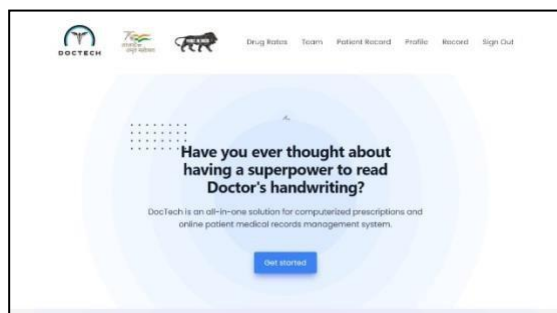 DOCTECH
Drug Rates Team Patient Record Profile Record Sign Out
Have you ever thought about
having a superpower to read
Doctor's handwriting?
DocTech is an all-in-one solution for computerized prescriptions and
online patient medical records management system.
Get started